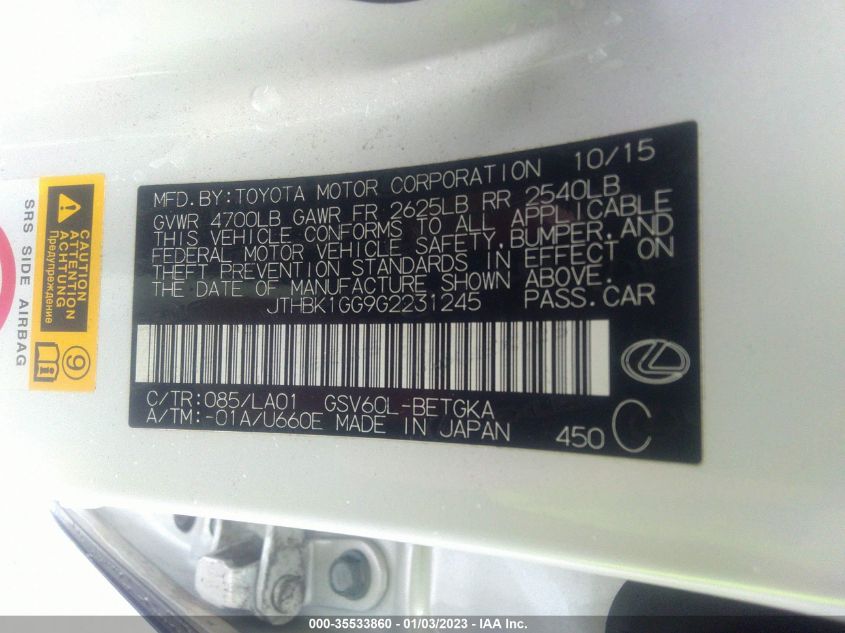 MFD.BY:TOYOTA MOTOR CORPORATION 10/15
GVWR 4700LB GAWR FR 2625LB RR 2540LB
THIS VEHICLE CONFORMS TO ALL APPLICABLE
FEDERAL MOTOR VEHICLE SAFETY,BUMPER,AND
THEFT PREVENTION STANDARDS IN EFFECT ON
THE DATE OF MANUFACTURE SHOWN ABOVE.
JTHBK1GG9G2231245 PASS.CAR
C/TR:085/LA01 GSV60L-BETGKA
A/TM:-01A/U660E MADE IN JAPAN 450 C
SRS SIDE AIRBAG
CAUTION
ATTENTION
ACHTUNG
Предупреждение
9
000-35533860 - 01/03/2023 - IAA Inc.